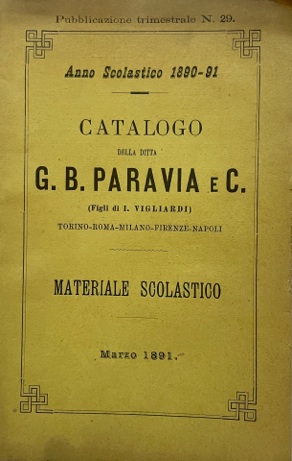 Pubblicazione trimestrale N. 29.
Anno Scolastico 1890-91
CATALOGO
DELLA DITTA
G. B. PARAVIA E C.
(Figli di I. VIGLIARDI)
TORINO-ROMA-MILANO-FIRENZE-NAPOLI
MATERIALE SCOLASTICO
Marzo 1891.